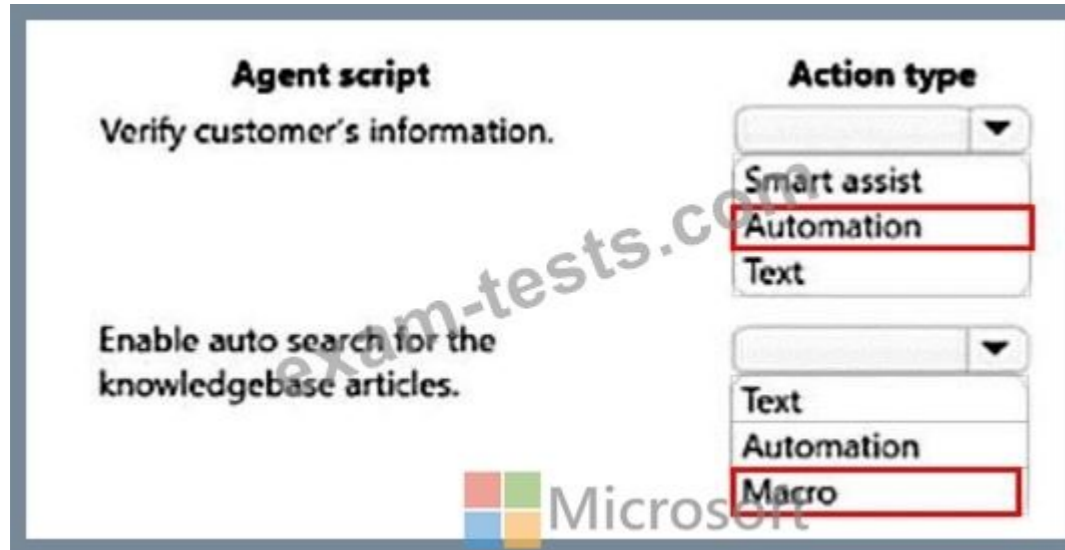 Agent script
Action type
Verify customer's information.
Smart assist
Automation
Text
Enable auto search for the
knowledgebase articles.
Text
Automation
Macro
exam-tests.com
Microsoft